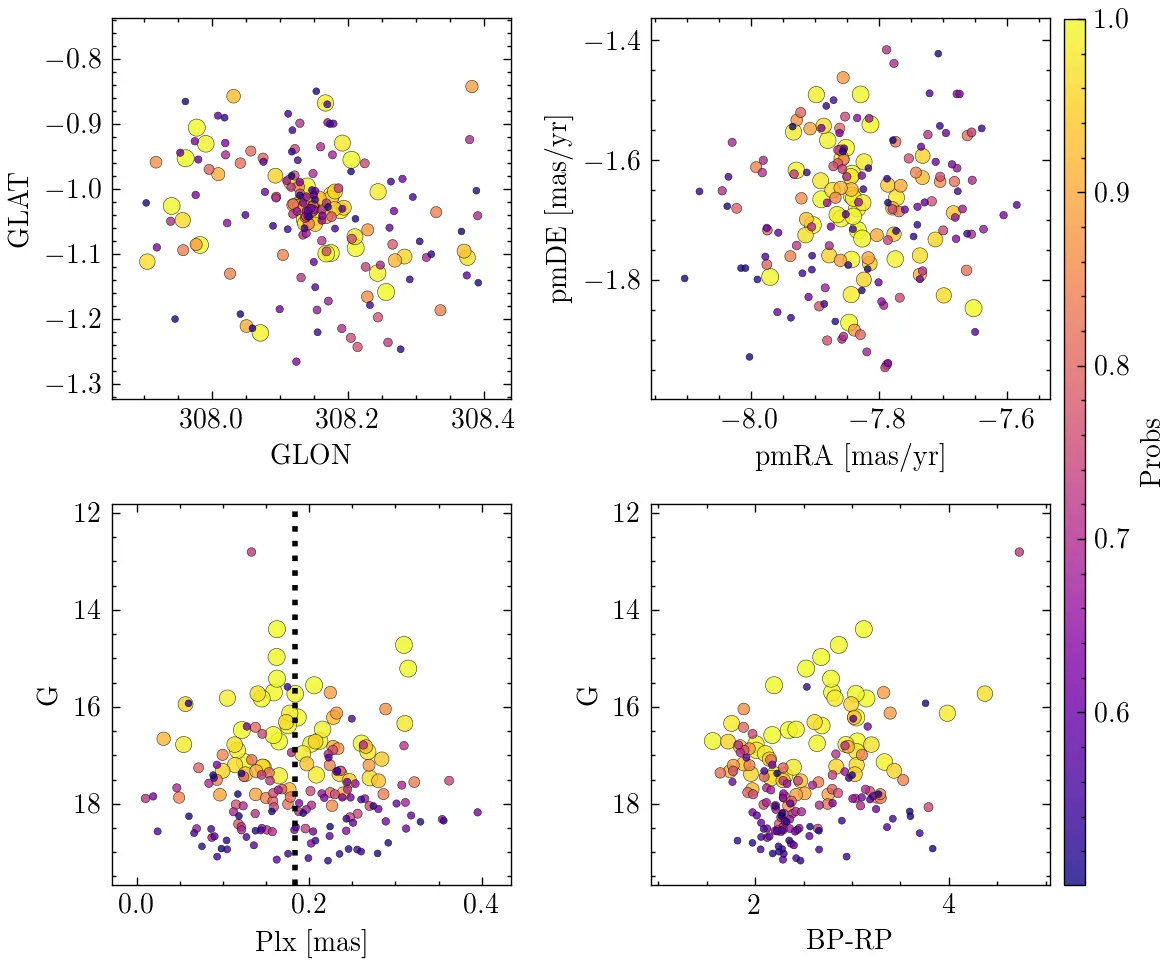 −0.8
−0.9
−1.0
−1.1
−1.2
−1.3
GLAT
308.0 308.2 308.4
GLON
−1.4
−1.6
−1.8
pmDE [mas/yr]
−8.0 −7.8 −7.6
pmRA [mas/yr]
1.0
0.9
0.8
0.7
0.6
Probs
12
14
16
18
G
0.0 0.2 0.4
Plx [mas]
12
14
16
18
G
2 4
BP-RP